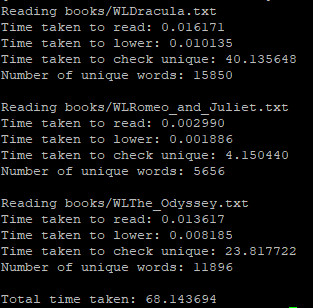 Reading books/WLDracula.txt
Time taken to read: 0.016171
Time taken to lower: 0.010135
Time taken to check unique: 40.135648
Number of unique words: 15850
Reading books/WLRomeo_and_Juliet.txt
Time taken to read: 0.002990
Time taken to lower: 0.001886
Time taken to check unique: 4.150440
Number of unique words: 5656
Reading books/WLThe_Odyssey.txt
Time taken to read: 0.013617
Time taken to lower: 0.008185
Time taken to check unique: 23.817722
Number of unique words: 11896
Total time taken: 68.143694